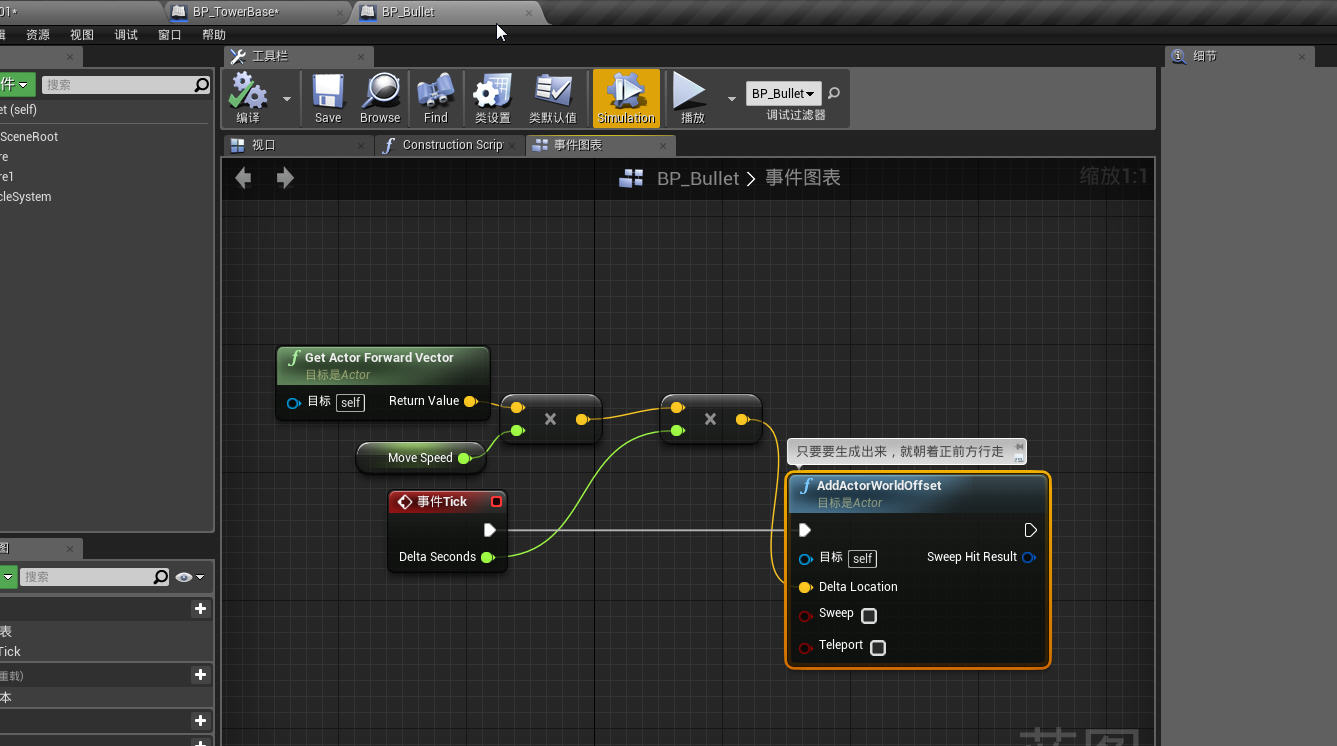 01*
BP_TowerBase*
BP_Bullet
辑 资源 视图 调试 窗口 帮助
工具栏
细节
件
搜索
et (self)
SceneRoot
re
re1
cleSystem
编译
Save
Browse
Find
类设置
类默认值
Simulation
播放
BP_Bullet
调试过滤器
视口
Construction Scrip
事件图表
BP_Bullet > 事件图表
缩放1:1
Get Actor Forward Vector
目标是Actor
目标 self
Return Value
Move Speed
事件Tick
Delta Seconds
只要要生成出来，就朝着正前方行走
AddActorWorldOffset
目标是Actor
目标 self
Sweep Hit Result
Delta Location
Sweep
Teleport
图
搜索
表
Tick
重载)
本
蓝图